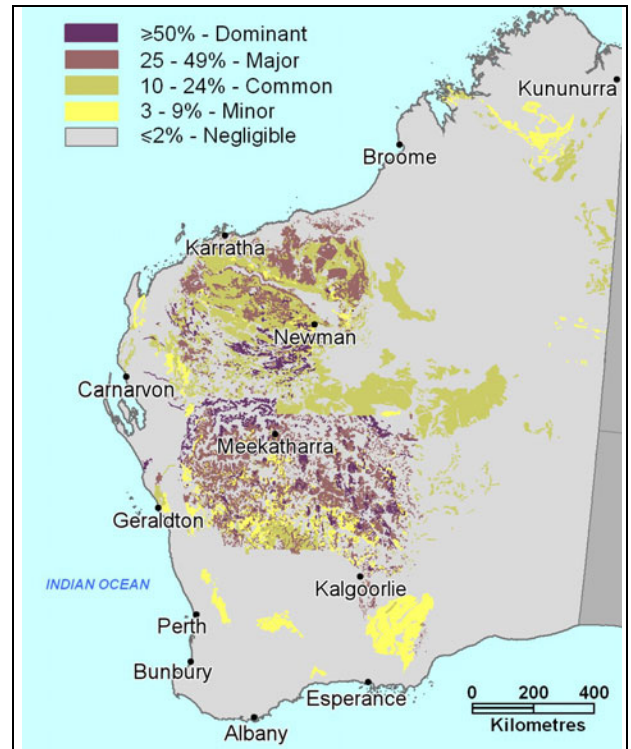 ≥50% - Dominant
25 - 49% - Major
10 - 24% - Common
3 - 9% - Minor
≤2% - Negligible
Kununurra
Broome
Karratha
Newman
Carnarvon
Meekatharra
Geraldton
Kalgoorlie
INDIAN OCEAN
Perth
Bunbury
Esperance
Albany
0 200 400
Kilometres